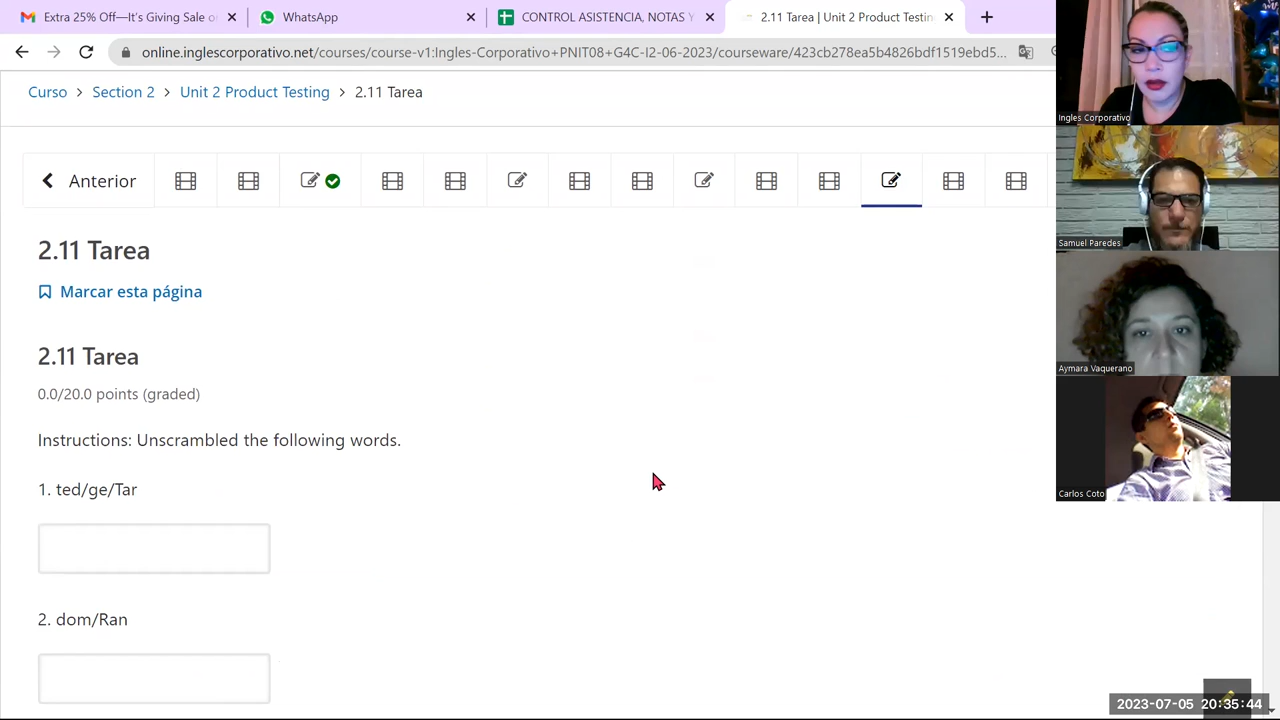 Extra 25% Off—It's Giving Sale o
WhatsApp
CONTROL ASISTENCIA, NOTAS Y
2.11 Tarea | Unit 2 Product Testin
online.inglescorporativo.net/courses/course-v1:Ingles-Corporativo+PNIT08+G4C-I2-06-2023/courseware/423cb278ea5b4826bdf1519ebd5...
Curso > Section 2 > Unit 2 Product Testing > 2.11 Tarea
Anterior
2.11 Tarea
Marcar esta página
2.11 Tarea
0.0/20.0 points (graded)
Instructions: Unscrambled the following words.
1. ted/ge/Tar
2. dom/Ran
Ingles Corporativo
Samuel Paredes
Aymara Vaquerano
Carlos Coto
2023-07-05 20:35:44